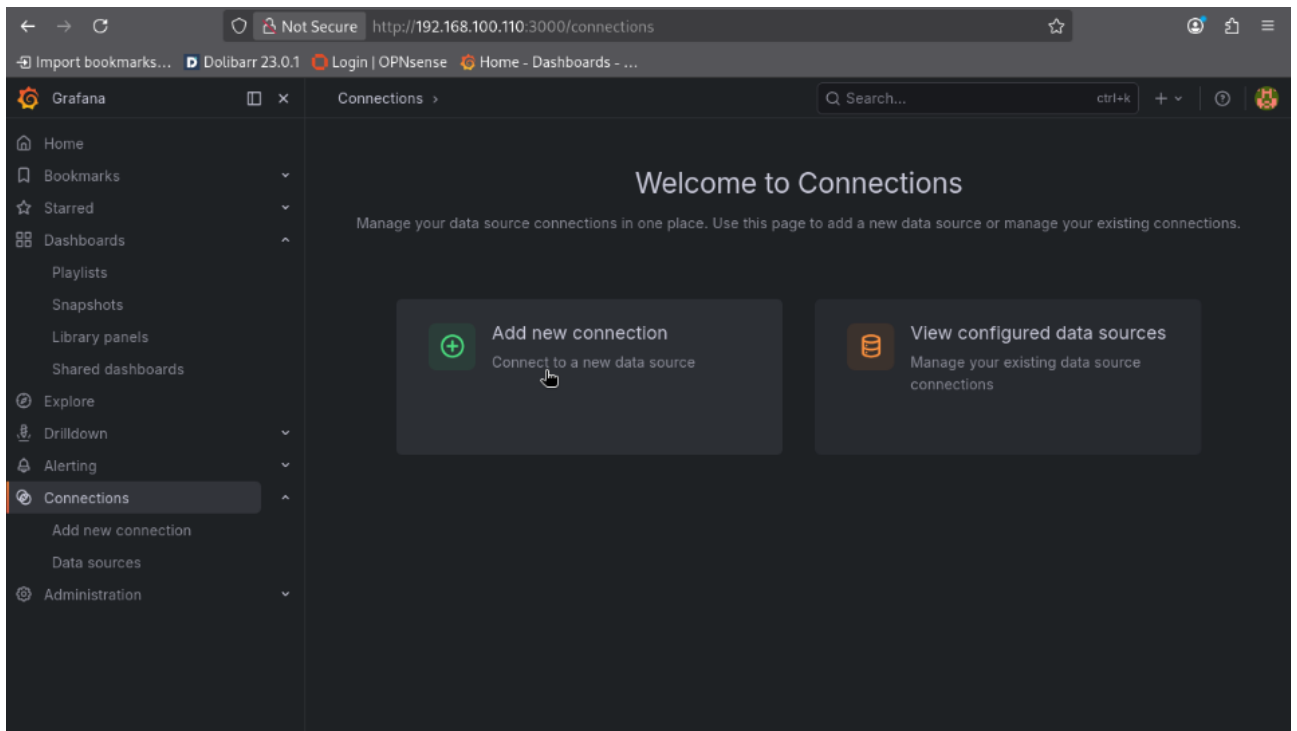 Not Secure http://192.168.100.110:3000/connections
Import bookmarks... Dolibarr 23.0.1 Login | OPNsense Home - Dashboards - ...
Grafana Connections › Search... ctrl+k
Home
Bookmarks
Starred
Dashboards
Playlists
Snapshots
Library panels
Shared dashboards
Explore
Drilldown
Alerting
Connections
Add new connection
Data sources
Administration
Welcome to Connections
Manage your data source connections in one place. Use this page to add a new data source or manage your existing connections.
Add new connection
Connect to a new data source
View configured data sources
Manage your existing data source
connections